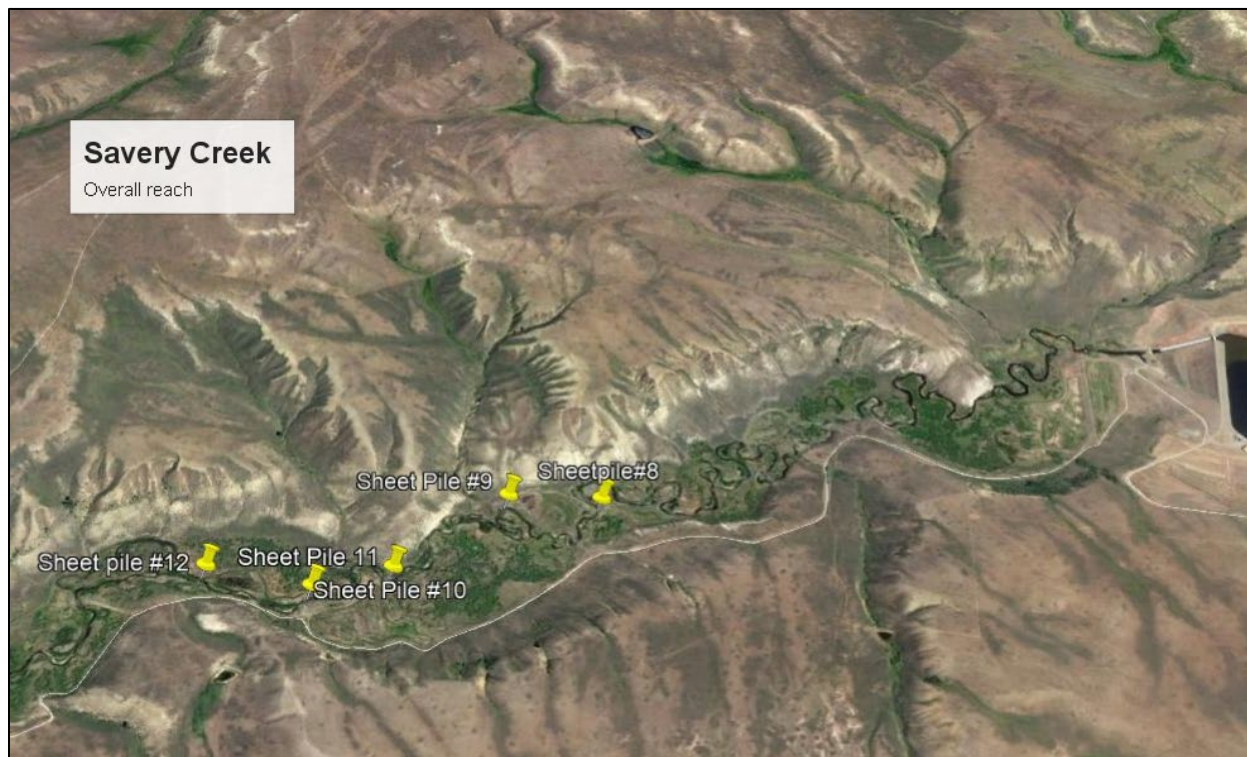 Savery Creek
Overall reach
Sheet Pile #9
Sheetpile#8
Sheet pile #12
Sheet Pile 11
Sheet Pile #10